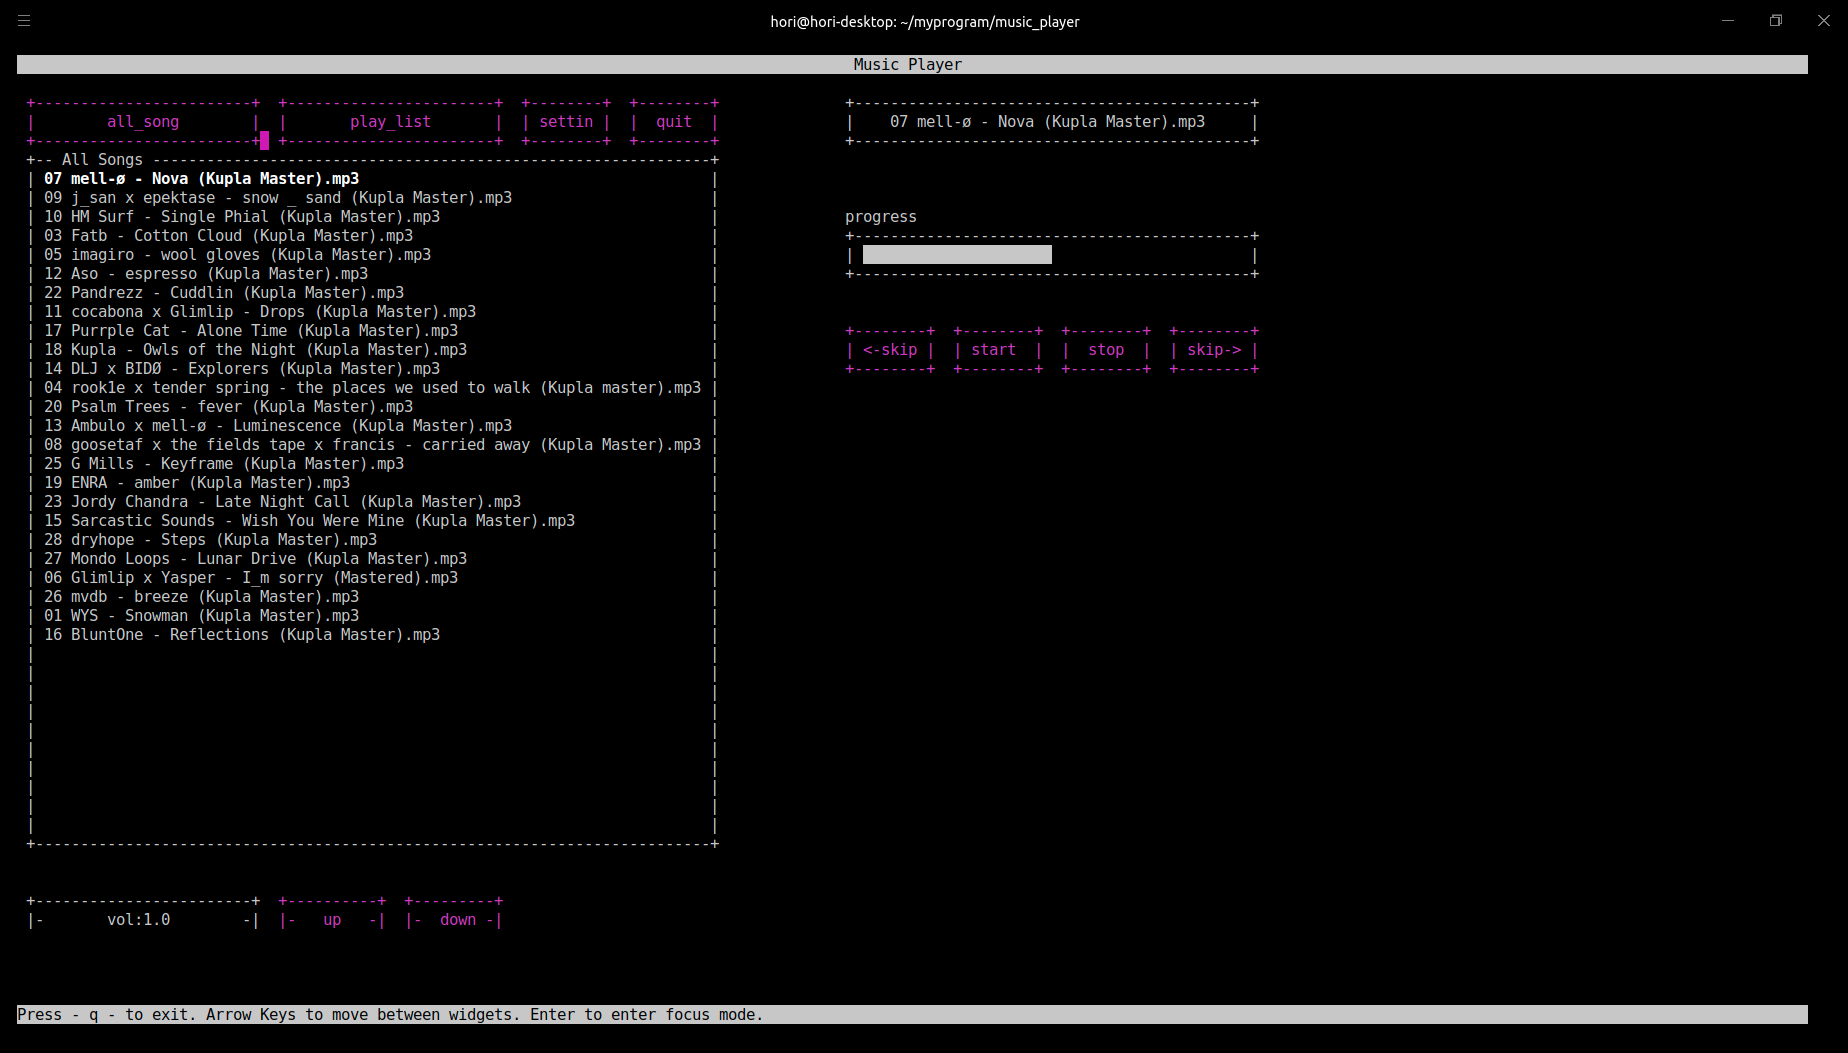 hori@hori-desktop: ~/myprogram/music_player
Music Player
all_song play_list settin quit
07 mell-ø - Nova (Kupla Master).mp3
All Songs
07 mell-ø - Nova (Kupla Master).mp3
09 j_san x epektase - snow _ sand (Kupla Master).mp3
10 HM Surf - Single Phial (Kupla Master).mp3
03 Fatb - Cotton Cloud (Kupla Master).mp3
05 imagiro - wool gloves (Kupla Master).mp3
12 Aso - espresso (Kupla Master).mp3
22 Pandrezz - Cuddlin (Kupla Master).mp3
11 cocabona x Glimlip - Drops (Kupla Master).mp3
17 Purrple Cat - Alone Time (Kupla Master).mp3
18 Kupla - Owls of the Night (Kupla Master).mp3
14 DLJ x BIDØ - Explorers (Kupla Master).mp3
04 rook1e x tender spring - the places we used to walk (Kupla master).mp3
20 Psalm Trees - fever (Kupla Master).mp3
13 Ambulo x mell-ø - Luminescence (Kupla Master).mp3
08 goosetaf x the fields tape x francis - carried away (Kupla Master).mp3
25 G Mills - Keyframe (Kupla Master).mp3
19 ENRA - amber (Kupla Master).mp3
23 Jordy Chandra - Late Night Call (Kupla Master).mp3
15 Sarcastic Sounds - Wish You Were Mine (Kupla Master).mp3
28 dryhope - Steps (Kupla Master).mp3
27 Mondo Loops - Lunar Drive (Kupla Master).mp3
06 Glimlip x Yasper - I_m sorry (Mastered).mp3
26 mvdb - breeze (Kupla Master).mp3
01 WYS - Snowman (Kupla Master).mp3
16 BluntOne - Reflections (Kupla Master).mp3
progress
<-skip start stop skip->
vol:1.0 up down
Press - q - to exit. Arrow Keys to move between widgets. Enter to enter focus mode.